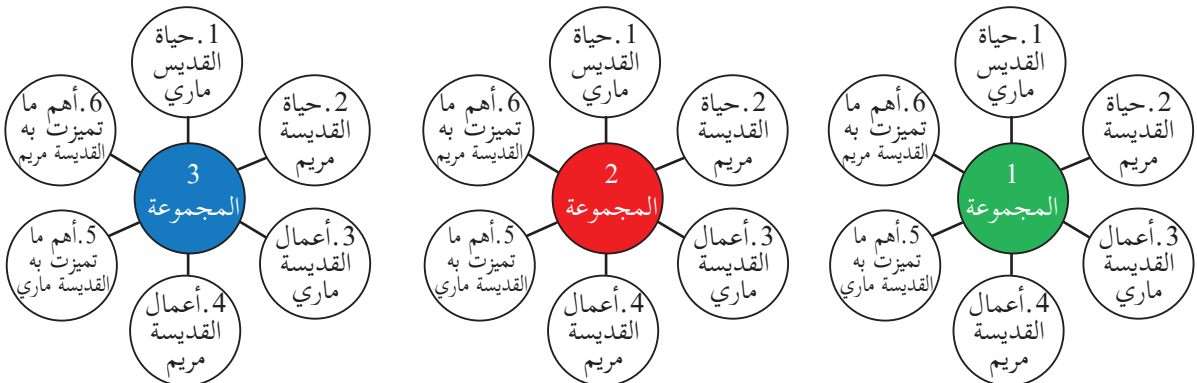 1.حياة
القديس
ماري
2.حياة
القديسة
مريم
3.أعمال
القديسة
ماري
4.أعمال
القديسة
مريم
5.أهم ما
تميزت به
القديسة ماري
6.أهم ما
تميزت به
القديسة مريم
1
المجموعة
1.حياة
القديس
ماري
2.حياة
القديسة
مريم
3.أعمال
القديسة
ماري
4.أعمال
القديسة
مريم
5.أهم ما
تميزت به
القديسة ماري
6.أهم ما
تميزت به
القديسة مريم
2
المجموعة
1.حياة
القديس
ماري
2.حياة
القديسة
مريم
3.أعمال
القديسة
ماري
4.أعمال
القديسة
مريم
5.أهم ما
تميزت به
القديسة ماري
6.أهم ما
تميزت به
القديسة مريم
3
المجموعة